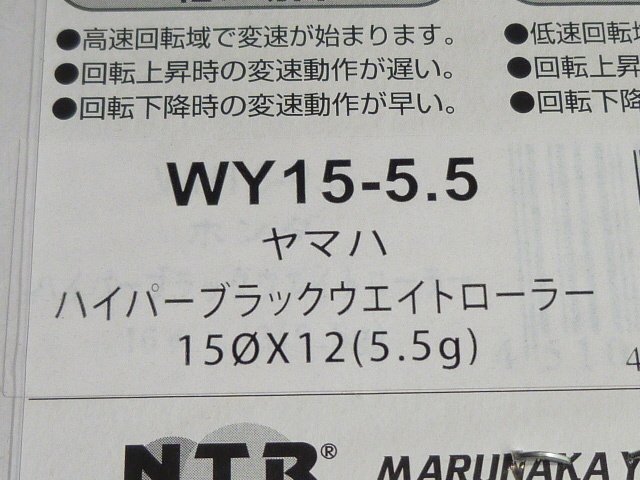 ●高速回転域で変速が始まります。
●回転上昇時の変速動作が遅い。
●回転下降時の変速動作が早い。
●低速回転
●回転上昇
●回転下降
WY15-5.5
ヤマハ
ハイパーブラックウエイトローラー
15ØX12(5.5g)
NTB®
MARUNAKA